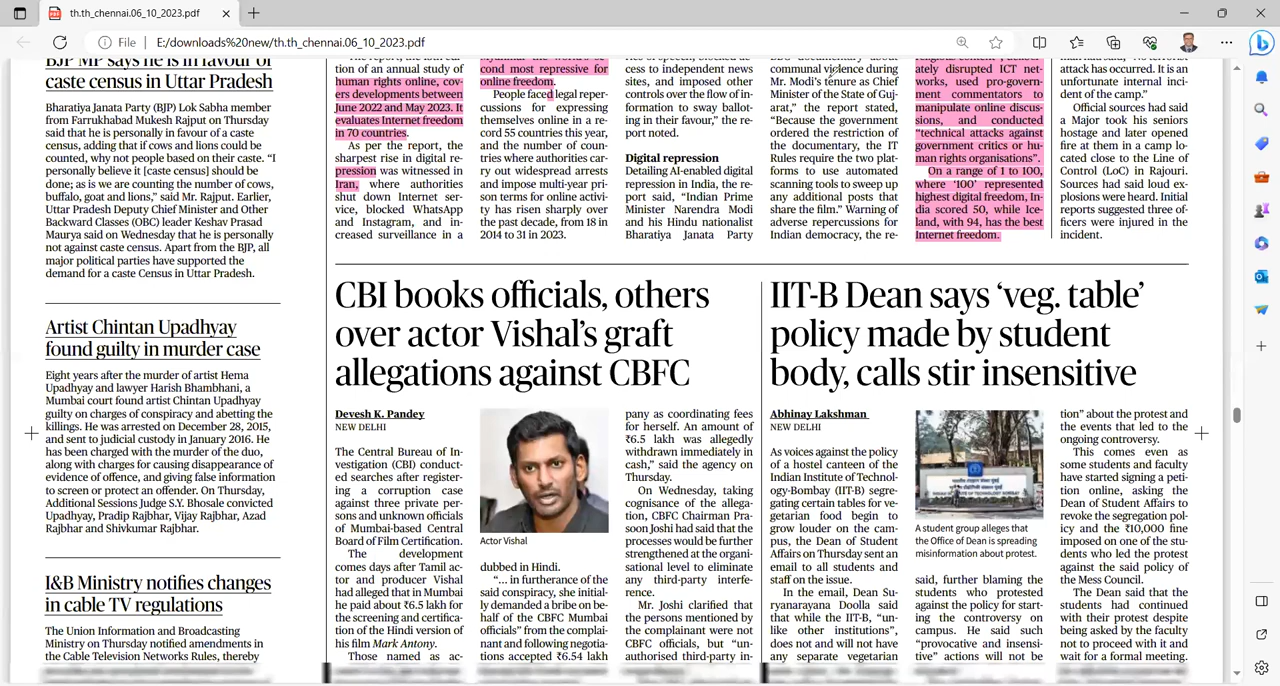 th.th_chennai.06_10_2023.pdf
File
E:/downloads%20new/th.th_chennai.06_10_2023.pdf
BJP MP says he is in favour of
caste census in Uttar Pradesh
Bharatiya Janata Party (BJP) Lok Sabha member
from Farrukhabad Mukesh Rajput on Thursday
said that he is personally in favour of a caste
census, adding that if cows and lions could be
counted, why not people based on their caste. “I
personally believe it [caste census] should be
done; as is we are counting the number of cows,
buffalo, goat and lions,” said Mr. Rajput. Earlier,
Uttar Pradesh Deputy Chief Minister and Other
Backward Classes (OBC) leader Keshav Prasad
Maurya said on Wednesday that he is personally
not against caste census. Apart from the BJP, all
major political parties have supported the
demand for a caste Census in Uttar Pradesh.
Artist Chintan Upadhyay
found guilty in murder case
Eight years after the murder of artist Hema
Upadhyay and lawyer Harish Bhambhani, a
Mumbai court found artist Chintan Upadhyay
guilty on charges of conspiracy and abetting the
killings. He was arrested on December 28, 2015,
and sent to judicial custody in January 2016. He
has been charged with the murder of the duo,
along with charges for causing disappearance of
evidence of offence, and giving false information
to screen or protect an offender. On Thursday,
Additional Sessions Judge S.Y. Bhosale convicted
Upadhyay, Pradip Rajbhar, Vijay Rajbhar, Azad
Rajbhar and Shivkumar Rajbhar.
I&B Ministry notifies changes
in cable TV regulations
The Union Information and Broadcasting
Ministry on Thursday notified amendments in
the Cable Television Networks Rules, thereby
tion of an annual study of
human rights online, cov-
ers developments between
June 2022 and May 2023. It
evaluates Internet freedom
in 70 countries.
As per the report, the
sharpest rise in digital re-
pression was witnessed in
Iran, where authorities
shut down Internet ser-
vice, blocked WhatsApp
and Instagram, and in-
creased surveillance in a
cond most repressive for
online freedom.
People faced legal reper-
cussions for expressing
themselves online in a
record 55 countries this year,
and the number of coun-
tries where authorities car-
ry out widespread arrests
and impose multi-year pri-
son terms for online activi-
ty has risen sharply over
the past decade, from 18 in
2014 to 31 in 2023.
to independent news
sites, and imposed other
controls over the flow of in-
formation to sway ballot-
ing in their favour,” the re-
port noted.
Digital repression
Detailing AI-enabled digital
repression in India, the re-
port said, “Indian Prime
Minister Narendra Modi
and his Hindu nationalist
Bharatiya Janata Party
communal violence during
Mr. Modi’s tenure as Chief
Minister of the State of Guj-
arat,” the report stated,
“Because the government
ordered the restriction of
the documentary, the IT
Rules require the two plat-
forms to use automated
scanning tools to sweep up
any additional posts that
share the film.” Warning of
adverse repercussions for
Indian democracy, the re-
ately disrupted ICT net-
works, used pro-govern-
ment commentators to
manipulate online discus-
sions, and conducted
“technical attacks against
government critics or hu-
man rights organisations”.
On a range of 1 to 100,
where ‘100’ represented
highest digital freedom, In-
dia scored 50, while Ice-
land, with 94, has the best
Internet freedom.
attack has occurred. It is an
unfortunate internal inci-
dent of the camp.”
Official sources had said
a Major took his seniors
hostage and later opened
fire at them in a camp lo-
cated close to the Line of
Control (LoC) in Rajouri.
Sources had said loud ex-
plosions were heard. Initial
reports suggested three of-
ficers were injured in the
incident.
CBI books officials, others
over actor Vishal’s graft
allegations against CBFC
Devesh K. Pandey
NEW DELHI
The Central Bureau of In-
vestigation (CBI) conduct-
ed searches after register-
ing a corruption case
against three private per-
sons and unknown officials
of Mumbai-based Central
Board of Film Certification.
The development
comes days after Tamil ac-
tor and producer Vishal
had alleged that in Mumbai
he paid about ₹6.5 lakh for
the screening and certifica-
tion of the Hindi version of
his film Mark Antony.
Those named as ac-
Actor Vishal
dubbed in Hindi.
“... in furtherance of the
said conspiracy, she initial-
ly demanded a bribe on be-
half of the CBFC Mumbai
officials” from the complai-
nant and following negotia-
tions accepted ₹6.54 lakh
pany as coordinating fees
for herself. An amount of
₹6.5 lakh was allegedly
withdrawn immediately in
cash,” said the agency on
Thursday.
On Wednesday, taking
cognisance of the allega-
tion, CBFC Chairman Pra-
soon Joshi had said that the
processes would be further
strengthened at the organi-
sational level to eliminate
any third-party interfe-
rence.
Mr. Joshi clarified that
the persons mentioned by
the complainant were not
CBFC officials, but “un-
authorised third-party in-
IIT-B Dean says ‘veg. table’
policy made by student
body, calls stir insensitive
Abhinay Lakshman
NEW DELHI
As voices against the policy
of a hostel canteen of the
Indian Institute of Technol-
ogy-Bombay (IIT-B) segre-
gating certain tables for ve-
getarian food begin to
grow louder on the cam-
pus, the Dean of Student
Affairs on Thursday sent an
email to all students and
staff on the issue.
In the email, Dean Su-
ryanarayana Doolla said
that while the IIT-B, “un-
like other institutions”,
does not and will not have
any separate vegetarian
A student group alleges that
the Office of Dean is spreading
misinformation about protest.
said, further blaming the
students who protested
against the policy for start-
ing the controversy on
campus. He said such
“provocative and insensi-
tive” actions will not be
tion” about the protest and
the events that led to the
ongoing controversy.
This comes even as
some students and faculty
have started signing a peti-
tion online, asking the
Dean of Student Affairs to
revoke the segregation poli-
cy and the ₹10,000 fine
imposed on one of the stu-
dents who led the protest
against the said policy of
the Mess Council.
The Dean said that the
students had continued
with their protest despite
being asked by the faculty
not to proceed with it and
wait for a formal meeting.